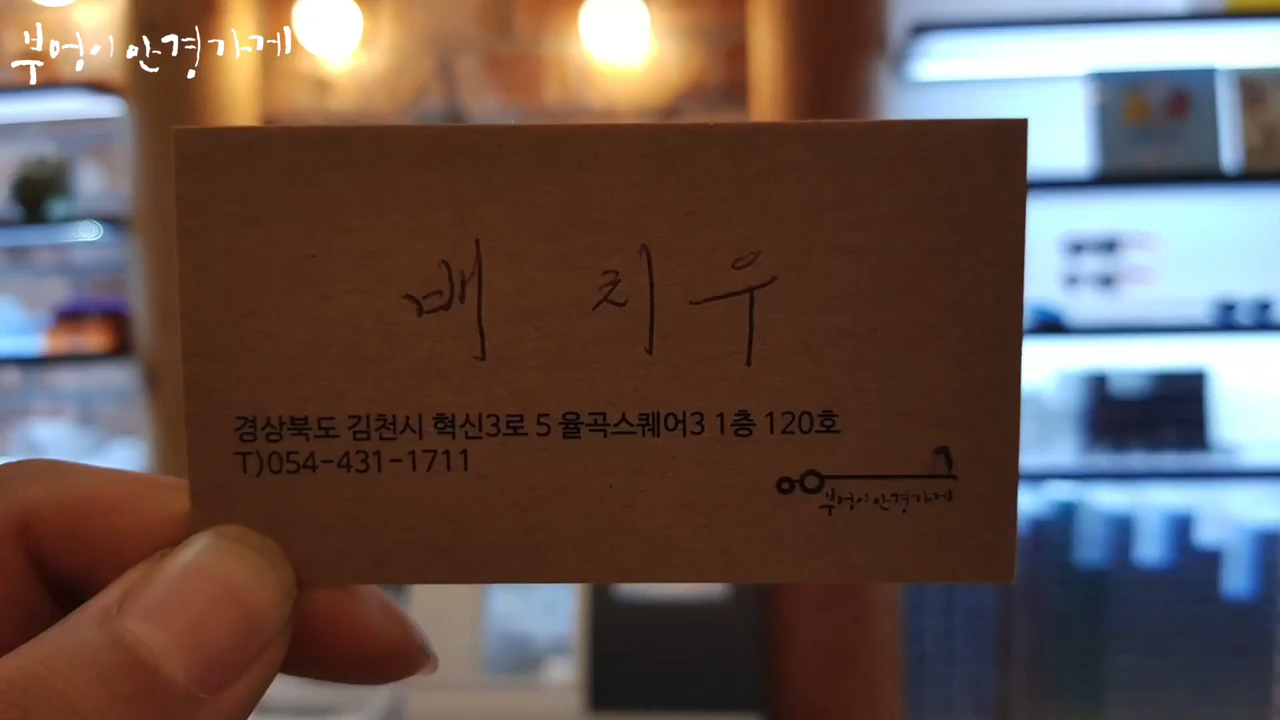 부엉이안경가게
배 치우
경상북도 김천시 혁신3로 5 율곡스퀘어3 1층 120호
T)054-431-1711
부엉이안경가게